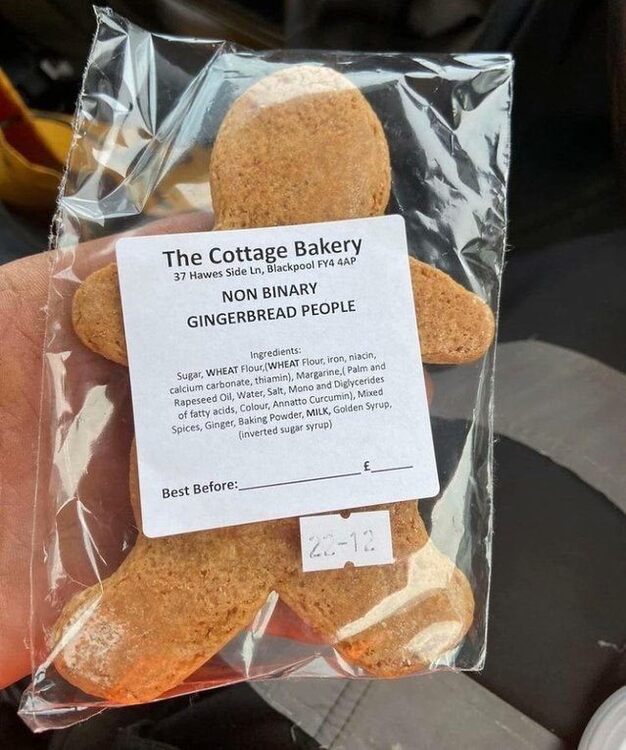 The Cottage Bakery
37 Hawes Side Ln, Blackpool FY4 4AP
NON BINARY
GINGERBREAD PEOPLE
Ingredients:
Sugar, WHEAT Flour,(WHEAT Flour, iron, niacin,
calcium carbonate, thiamin), Margarine,( Palm and
Rapeseed Oil, Water, Salt, Mono and Diglycerides
of fatty acids, Colour, Annatto Curcumin), Mixed
Spices, Ginger, Baking Powder, MILK, Golden Syrup,
(inverted sugar syrup)
Best Before:____________________ £_____
22-12